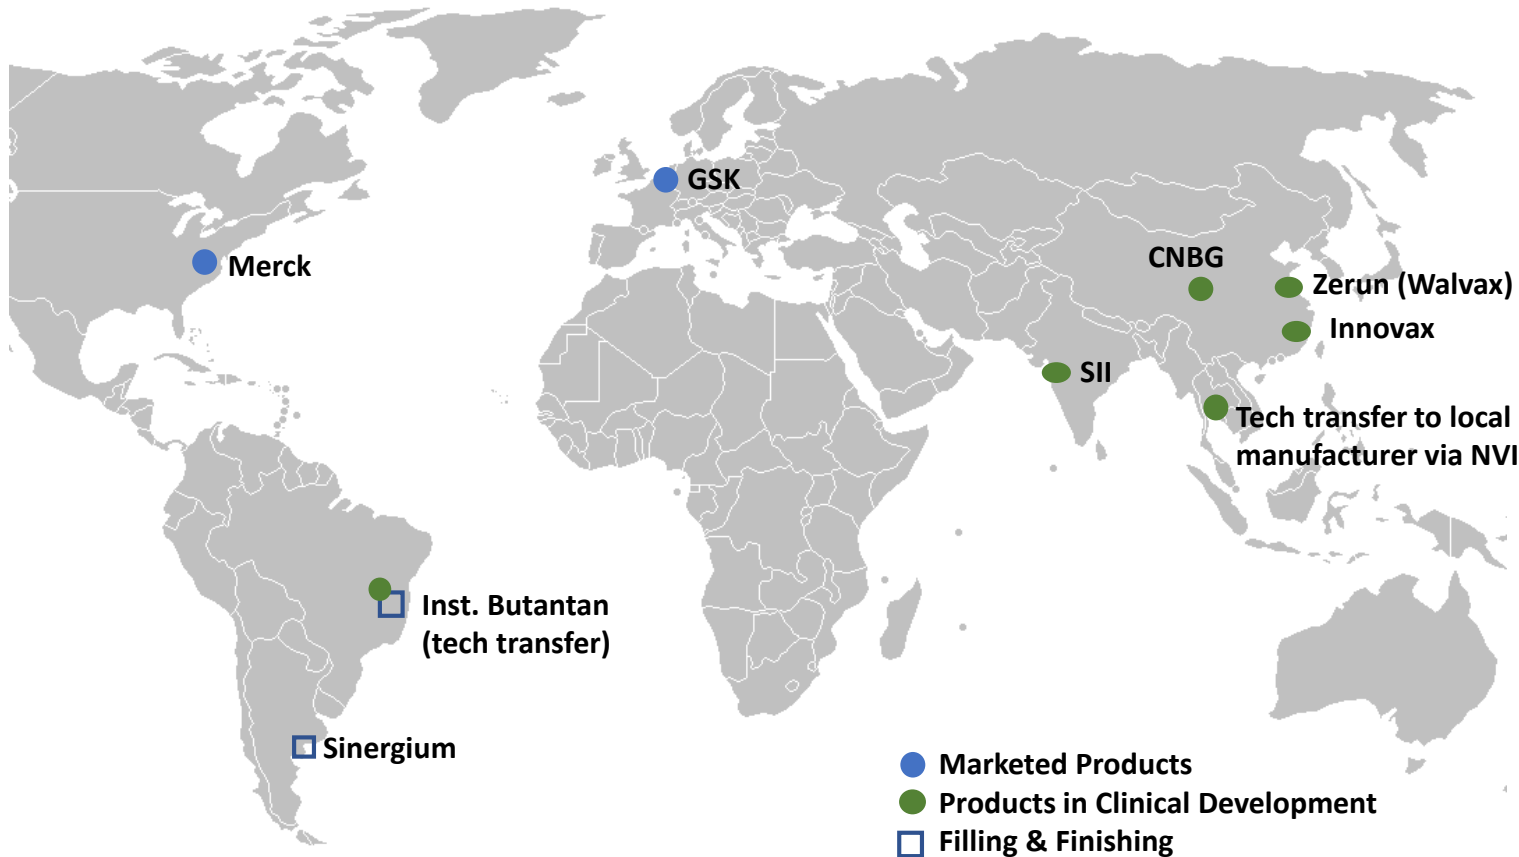 GSK
Merck
CNBG
Zerun (Walvax)
Innovax
SII
Tech transfer to local
manufacturer via NVI
Inst. Butantan
(tech transfer)
Sinergium
Marketed Products
Products in Clinical Development
Filling & Finishing